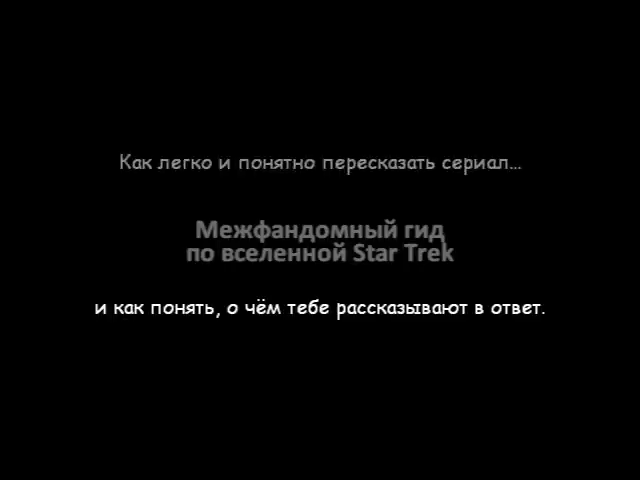 Как легко и понятно пересказать сериал...
Межфандомный гид
по вселенной Star Trek
и как понять, о чём тебе рассказывают в ответ.